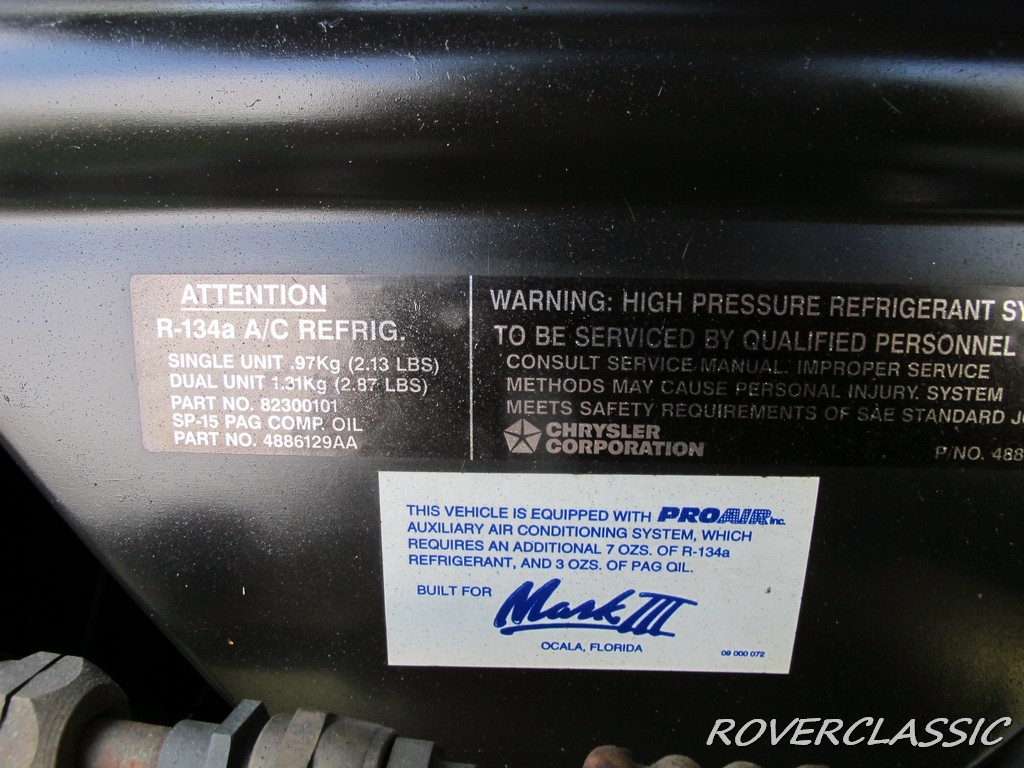 ATTENTION
R-134a A/C REFRIG.
SINGLE UNIT .97Kg (2.13 LBS)
DUAL UNIT 1.31Kg (2.87 LBS)
PART NO. 82300101
SP-15 PAG COMP. OIL
PART NO. 4886129AA
WARNING: HIGH PRESSURE REFRIGERANT SY
TO BE SERVICED BY QUALIFIED PERSONNEL
CONSULT SERVICE MANUAL. IMPROPER SERVICE
METHODS MAY CAUSE PERSONAL INJURY. SYSTEM
MEETS SAFETY REQUIREMENTS OF SAE STANDARD J
CHRYSLER
CORPORATION
P/NO. 488
THIS VEHICLE IS EQUIPPED WITH PROAIR Inc.
AUXILIARY AIR CONDITIONING SYSTEM, WHICH
REQUIRES AN ADDITIONAL 7 OZS. OF R-134a
REFRIGERANT, AND 3 OZS. OF PAG OIL.
BUILT FOR Mark III
OCALA, FLORIDA
09 000 072
ROVERCLASSIC